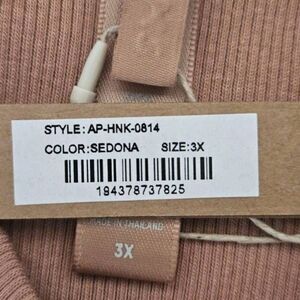 STYLE: AP-HNK-0814
COLOR: SEDONA SIZE: 3X
194378737825
MADE IN THAILAND
3X